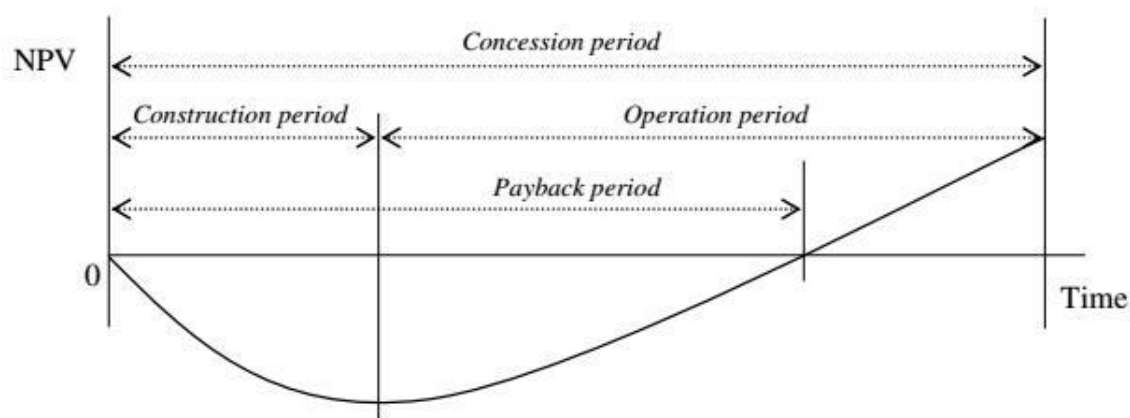 Concession period
NPV
Construction period
Operation period
Payback period
0
Time